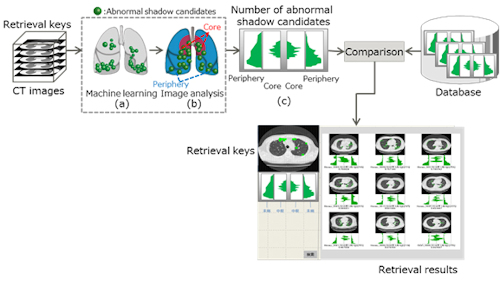 Retrieval keys
CT images
:Abnormal shadow candidates
Core
Periphery
Machine learning
(a)
Image analysis
(b)
Number of abnormal
shadow candidates
Periphery
Core
Core
Periphery
(c)
Comparison
Database
Retrieval keys
Retrieval results